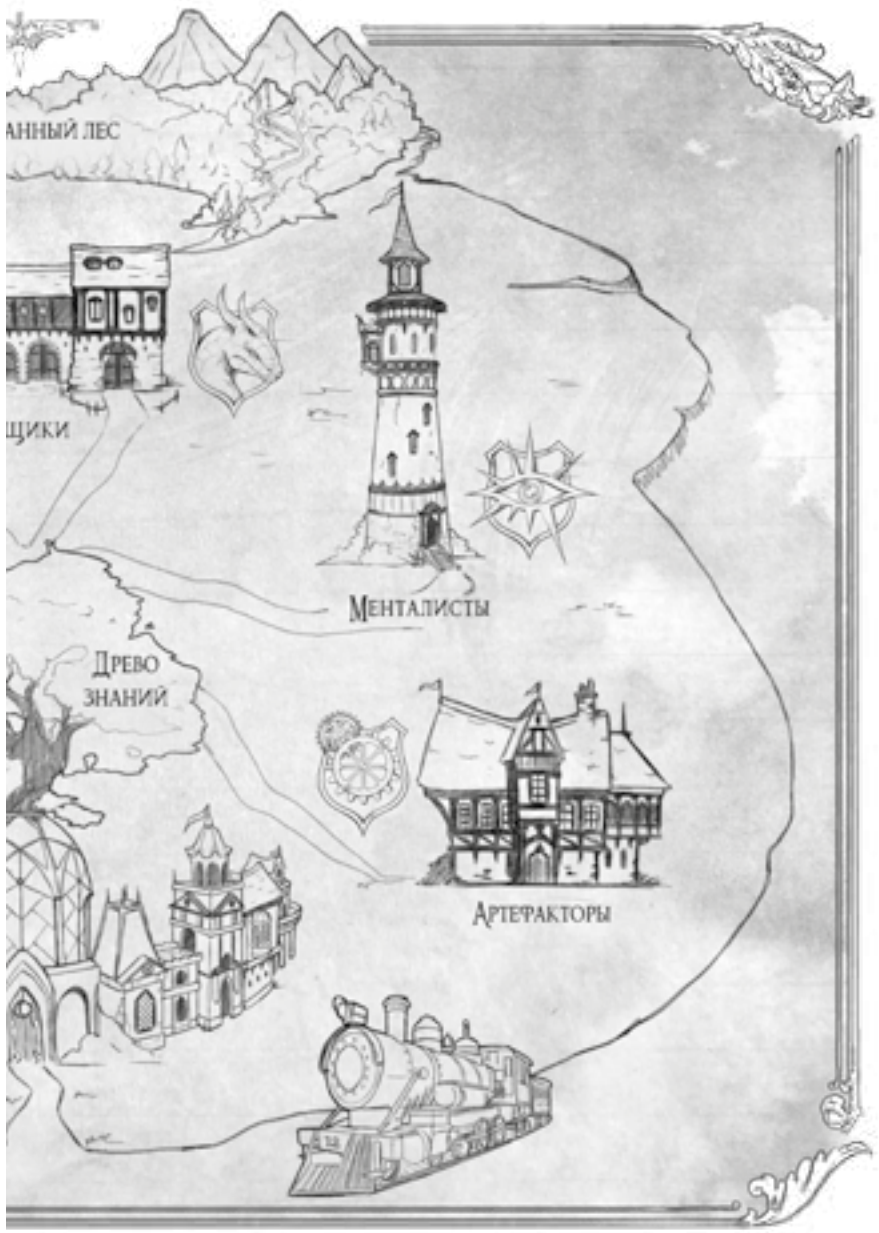 АННЫЙ ЛЕС
ЩИКИ
МЕНТАЛИСТЫ
ДРЕВО
ЗНАНИЙ
АРТЕФАКТОРЫ